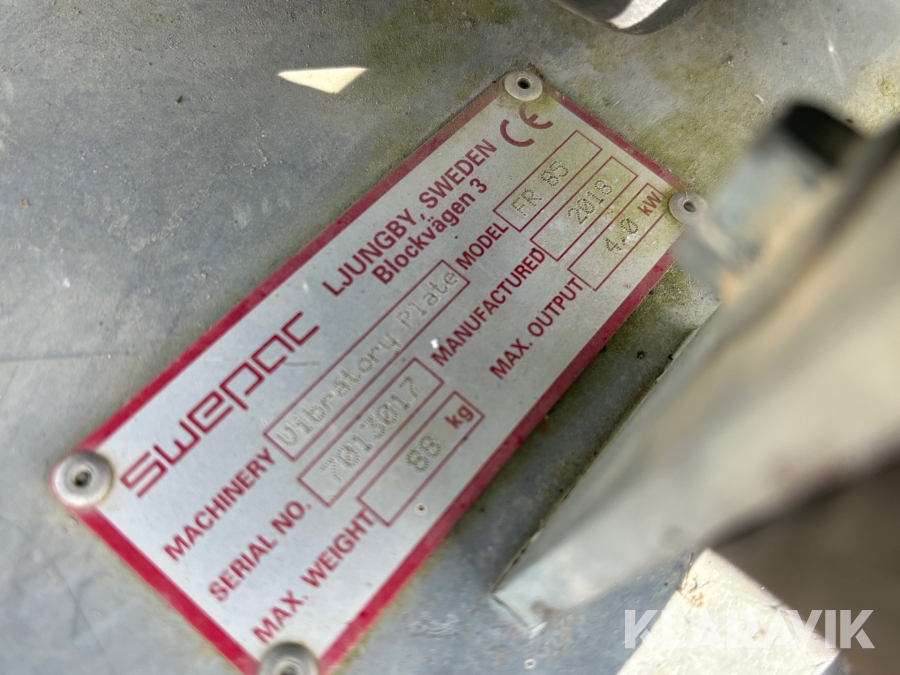 swepac
LJUNGBY, SWEDEN
Blockvägen 3
CE
MACHINERY Vibratory Plate MODEL FR 85
SERIAL NO. 7013017 MANUFACTURED 2018
MAX. WEIGHT 88 kg MAX. OUTPUT 4,0 kW
KLARAVIK